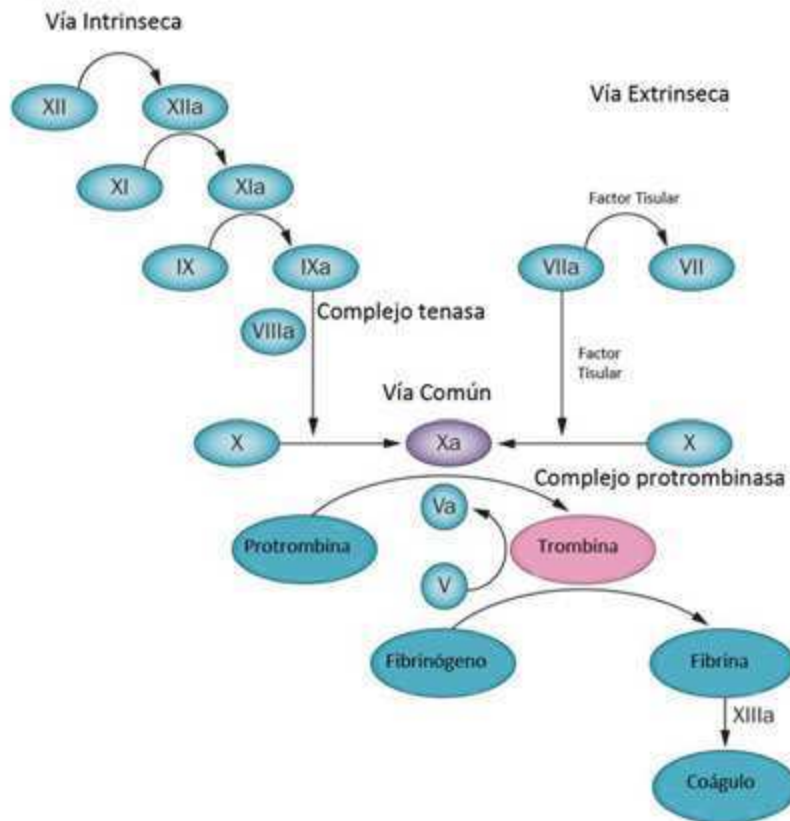 Vía Intrinseca
XII
XIIa
Vía Extrinseca
XI
XIa
Factor Tisular
IX
IXa
VIIa
VII
VIIIa
Complejo tenasa
Factor
Tisular
Vía Común
X
Xa
X
Complejo protrombinasa
Va
Protrombina
Trombina
V
Fibrinógeno
Fibrina
XIIIa
Coágulo